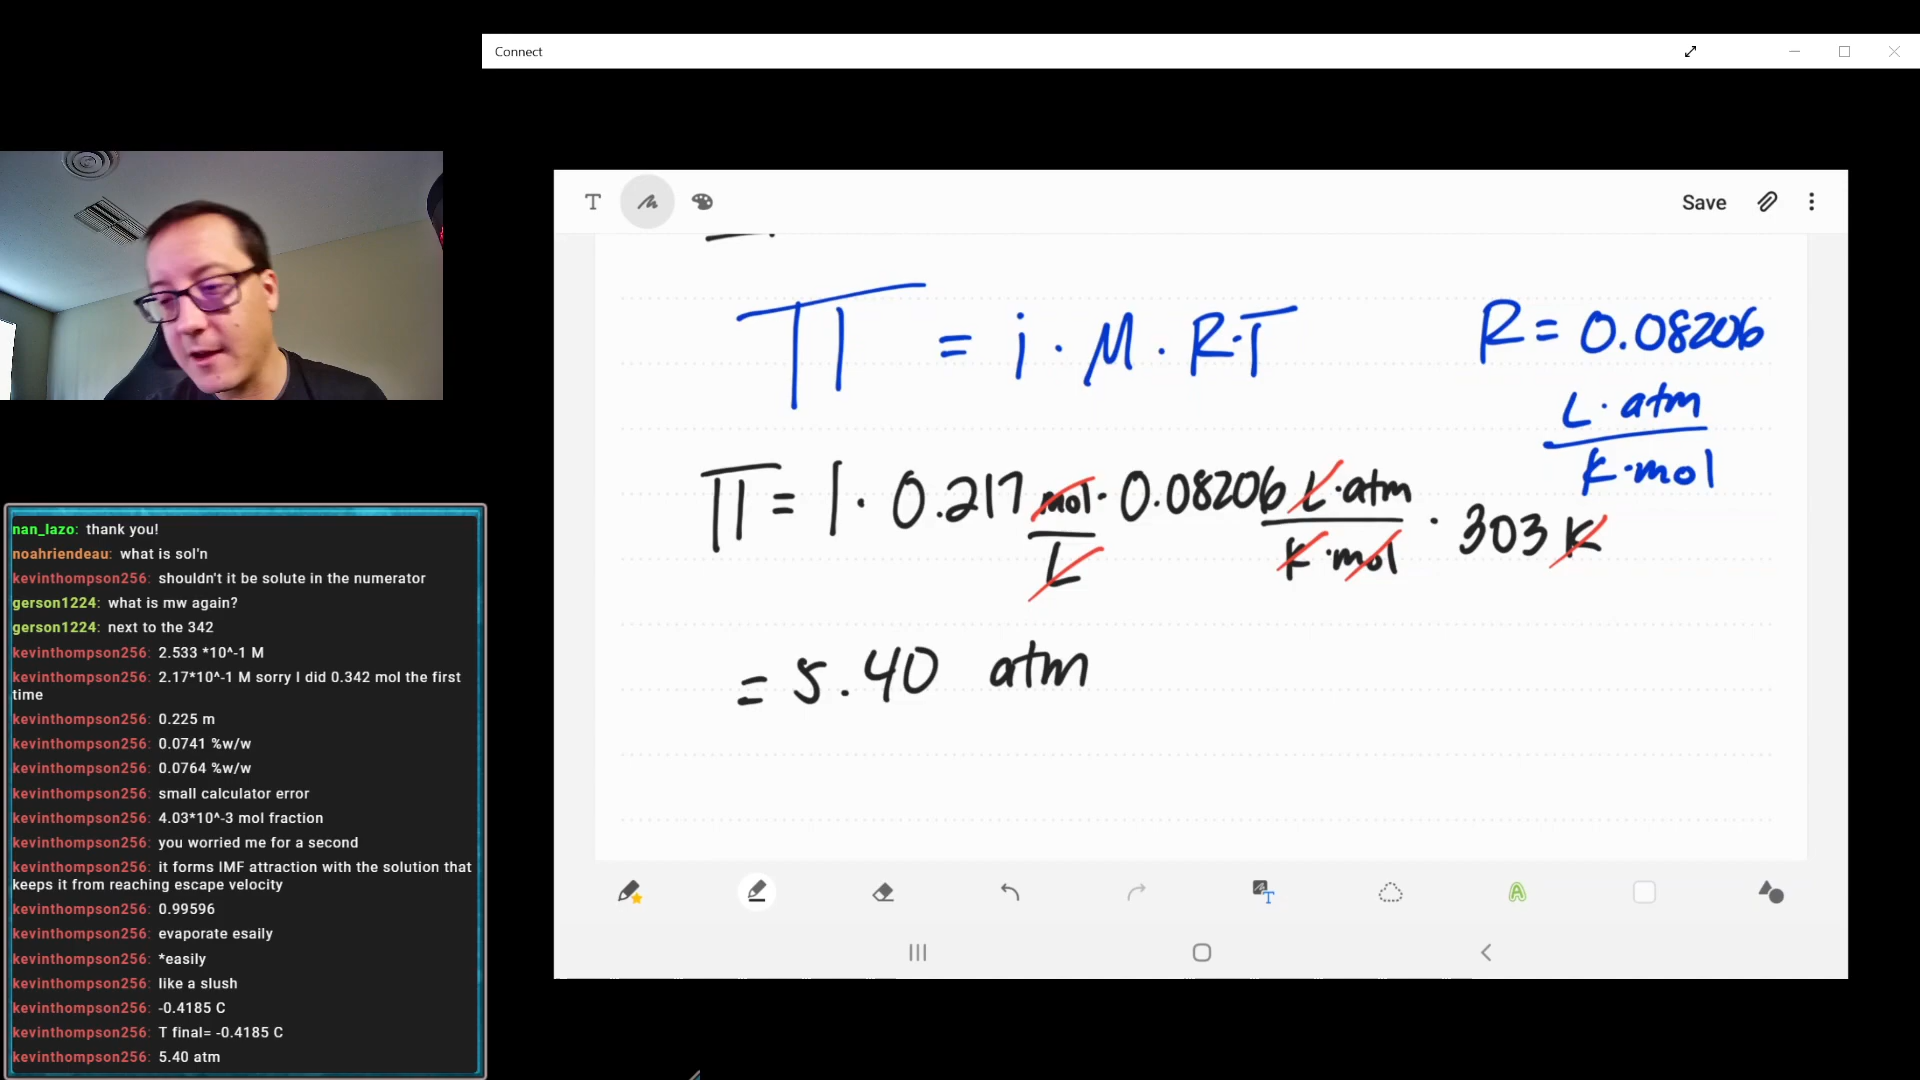 Connect
T
Save
Π = i · M · R·T
R = 0.08206
L · atm
K · mol
Π = 1 · 0.217 mol · 0.08206 L · atm · 303 K
L K · mol
= 5.40 atm
nan_lazo: thank you!
noahriendeau: what is sol'n
kevinthompson256: shouldn't it be solute in the numerator
gerson1224: what is mw again?
gerson1224: next to the 342
kevinthompson256: 2.533 *10^-1 M
kevinthompson256: 2.17*10^-1 M sorry I did 0.342 mol the first
time
kevinthompson256: 0.225 m
kevinthompson256: 0.0741 %w/w
kevinthompson256: 0.0764 %w/w
kevinthompson256: small calculator error
kevinthompson256: 4.03*10^-3 mol fraction
kevinthompson256: you worried me for a second
kevinthompson256: it forms IMF attraction with the solution that
keeps it from reaching escape velocity
kevinthompson256: 0.99596
kevinthompson256: evaporate esaily
kevinthompson256: *easily
kevinthompson256: like a slush
kevinthompson256: -0.4185 C
kevinthompson256: T final= -0.4185 C
kevinthompson256: 5.40 atm